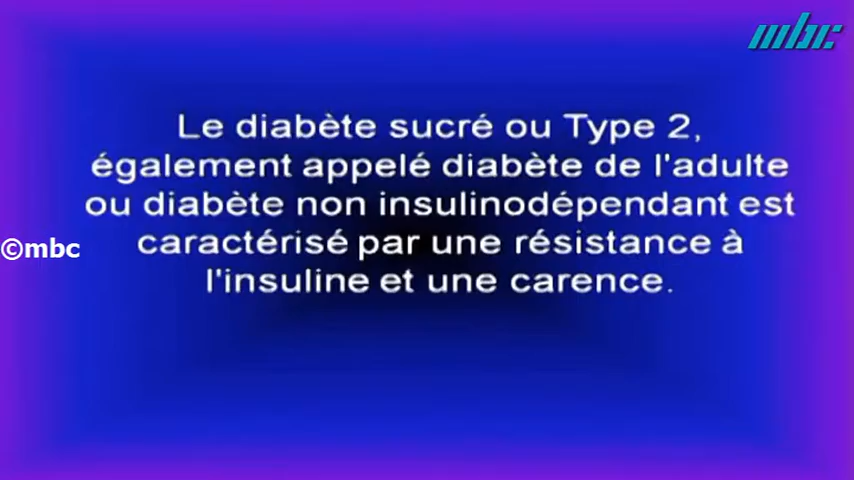 mbc
Le diabète sucré ou Type 2,
également appelé diabète de l'adulte
ou diabète non insulinodépendant est
©mbc
caractérisé par une résistance à
l'insuline et une carence.